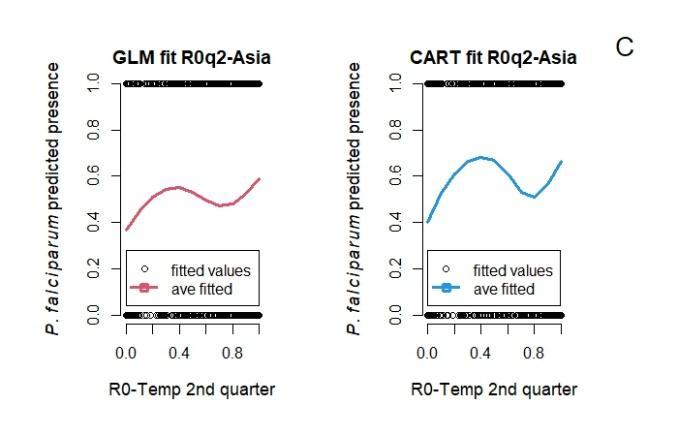 C
GLM fit R0q2-Asia
P. falciparum predicted presence
1.0
0.8
0.6
0.4
0.2
0.0
fitted values
ave fitted
0.0 0.4 0.8
R0-Temp 2nd quarter
CART fit R0q2-Asia
P. falciparum predicted presence
1.0
0.8
0.6
0.4
0.2
0.0
fitted values
ave fitted
0.0 0.4 0.8
R0-Temp 2nd quarter